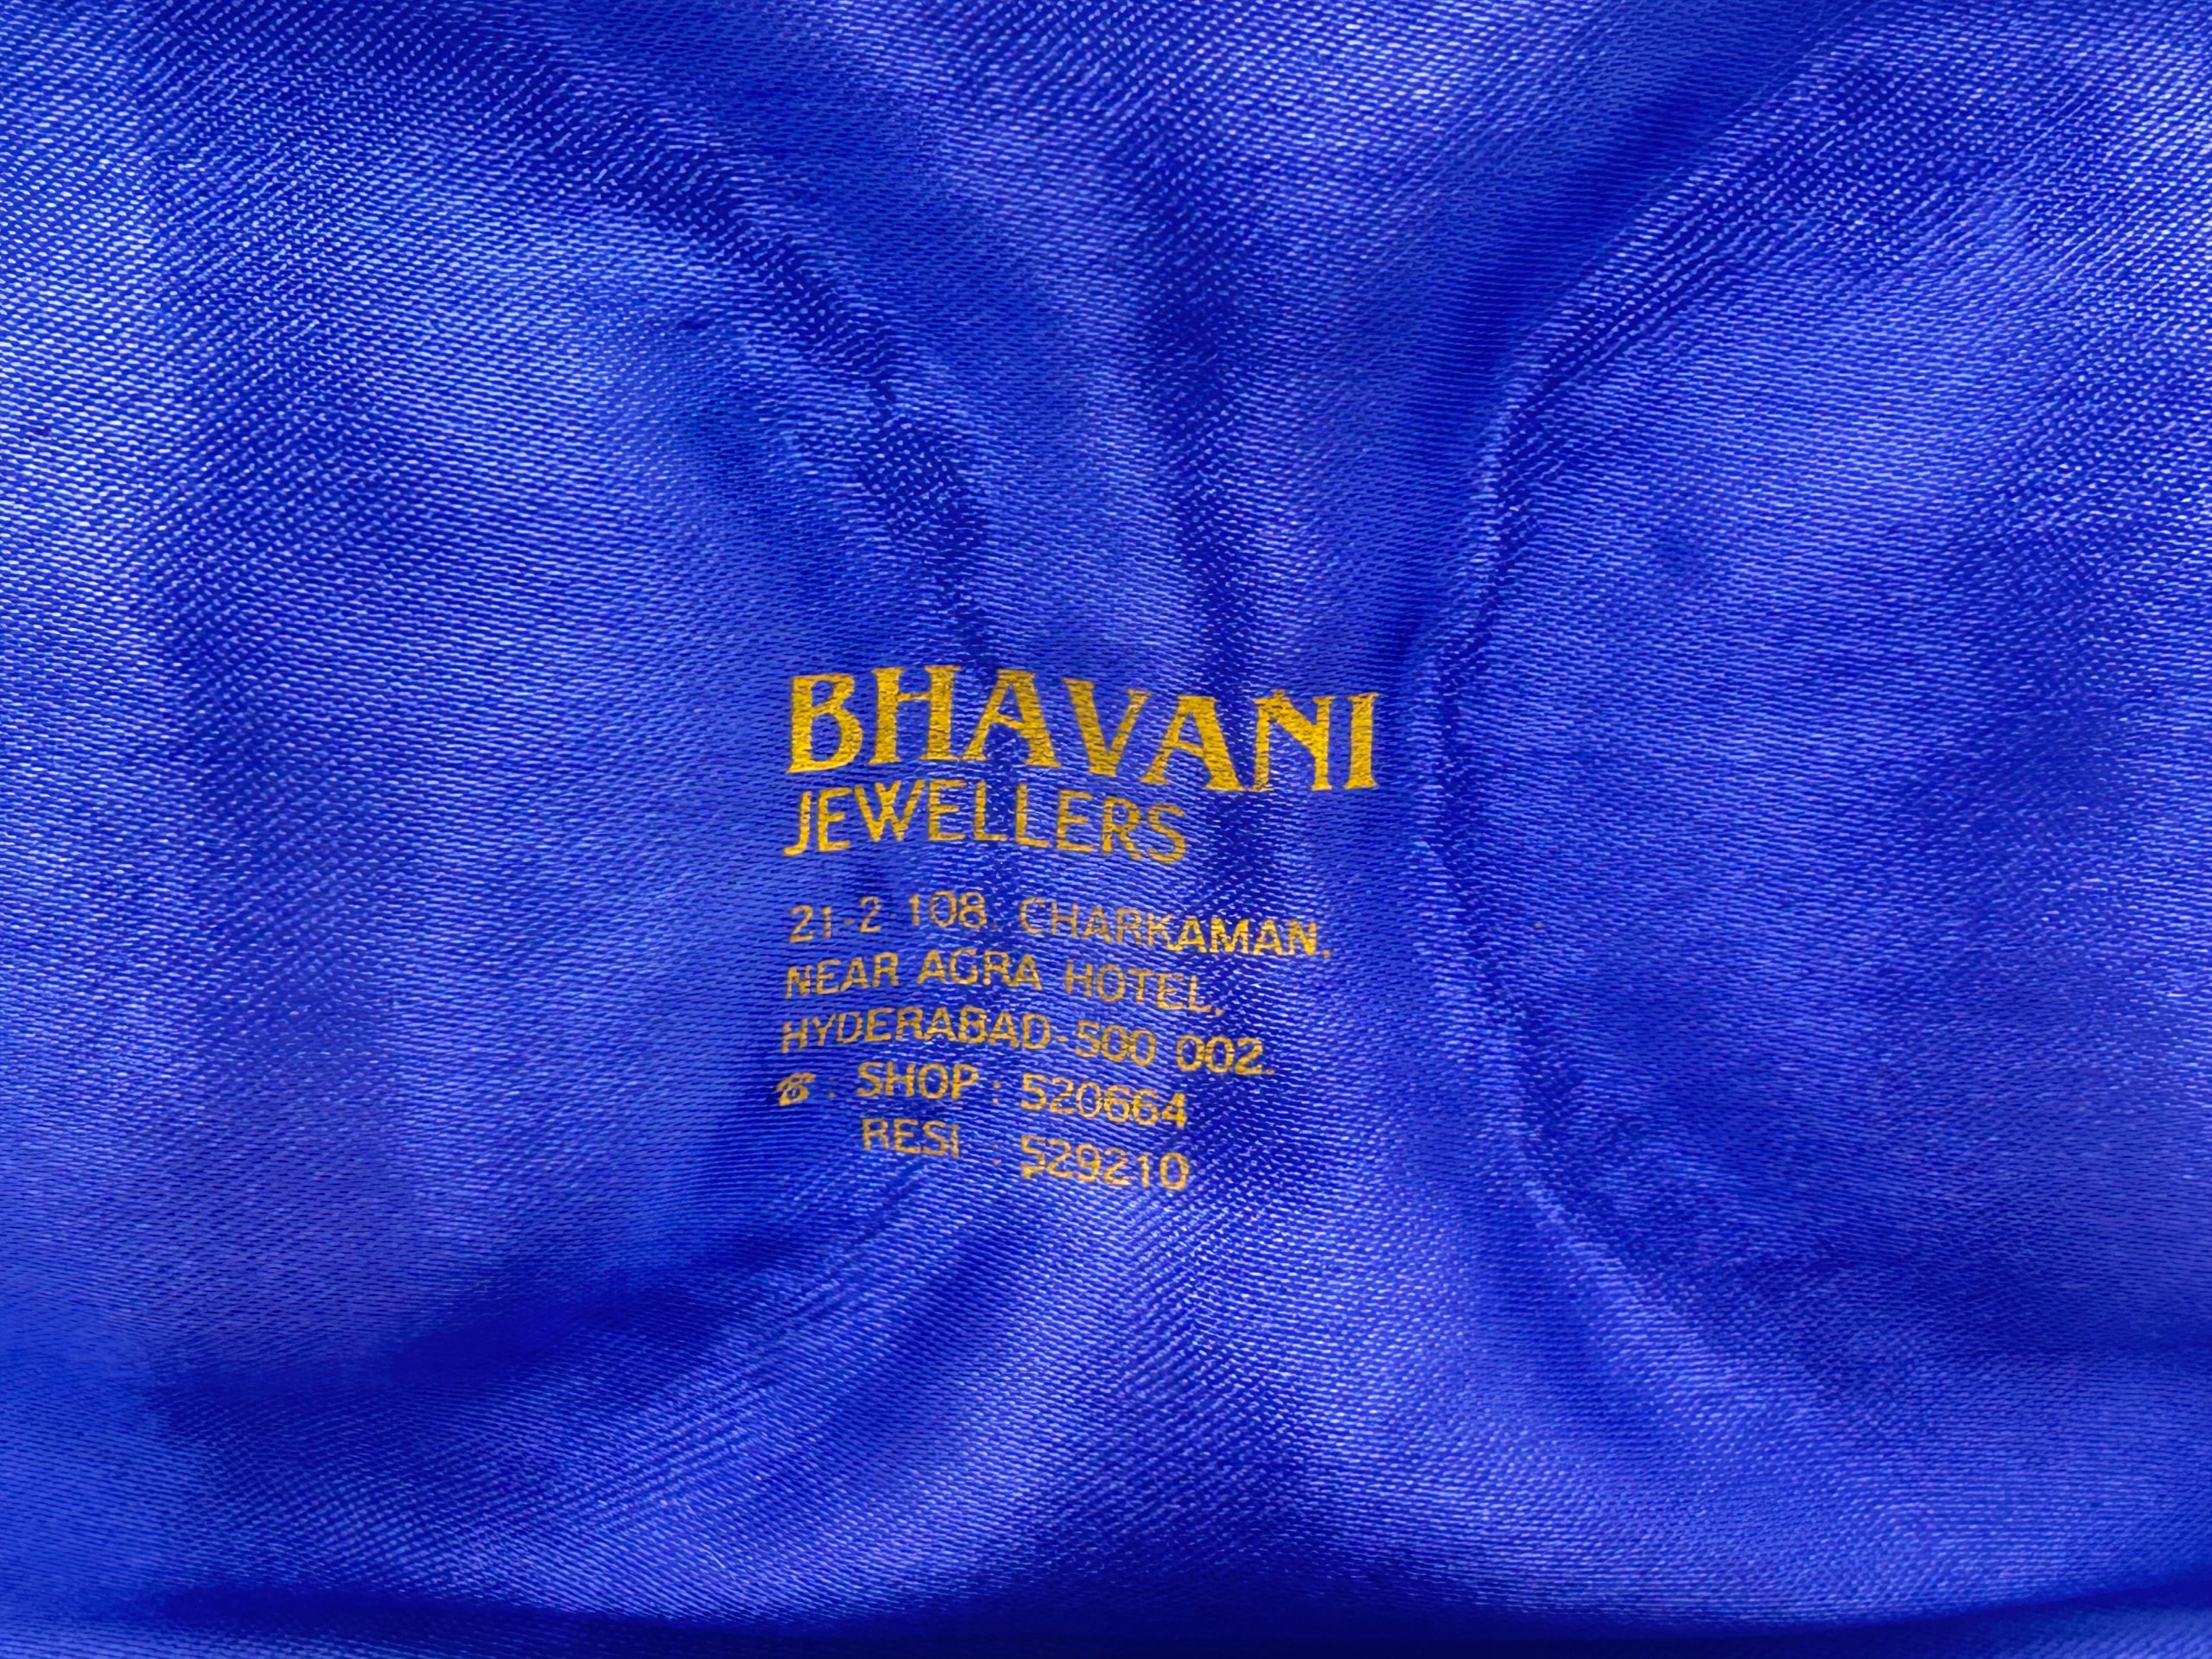 BHAVANI
JEWELLERS
21-2-108, CHARKAMAN,
NEAR AGRA HOTEL,
HYDERABAD-500 002.
☎ : SHOP : 520664
RESI : 529210